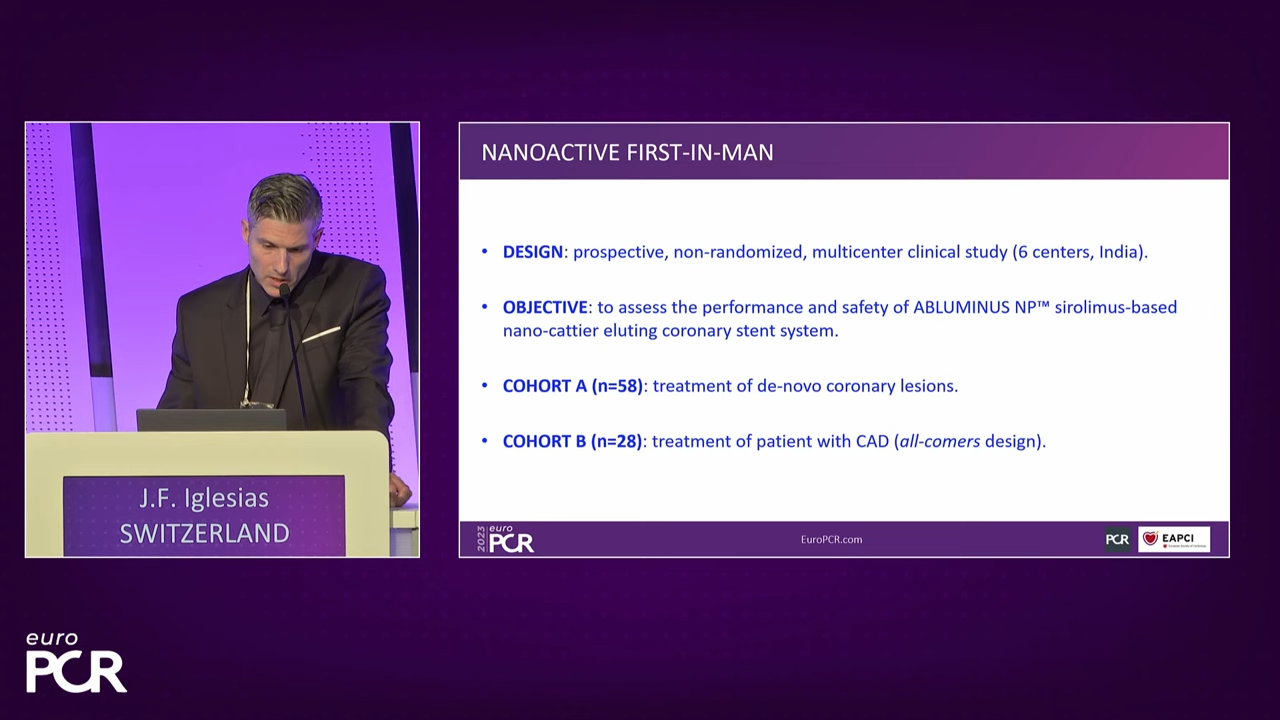 NANOACTIVE FIRST-IN-MAN
• DESIGN: prospective, non-randomized, multicenter clinical study (6 centers, India).
• OBJECTIVE: to assess the performance and safety of ABLUMINUS NP™ sirolimus-based
nano-cattier eluting coronary stent system.
• COHORT A (n=58): treatment of de-novo coronary lesions.
• COHORT B (n=28): treatment of patient with CAD (all-comers design).
J.F. Iglesias
SWITZERLAND
2023 euro
PCR
EuroPCR.com
PCR
EAPCI
euro
PCR